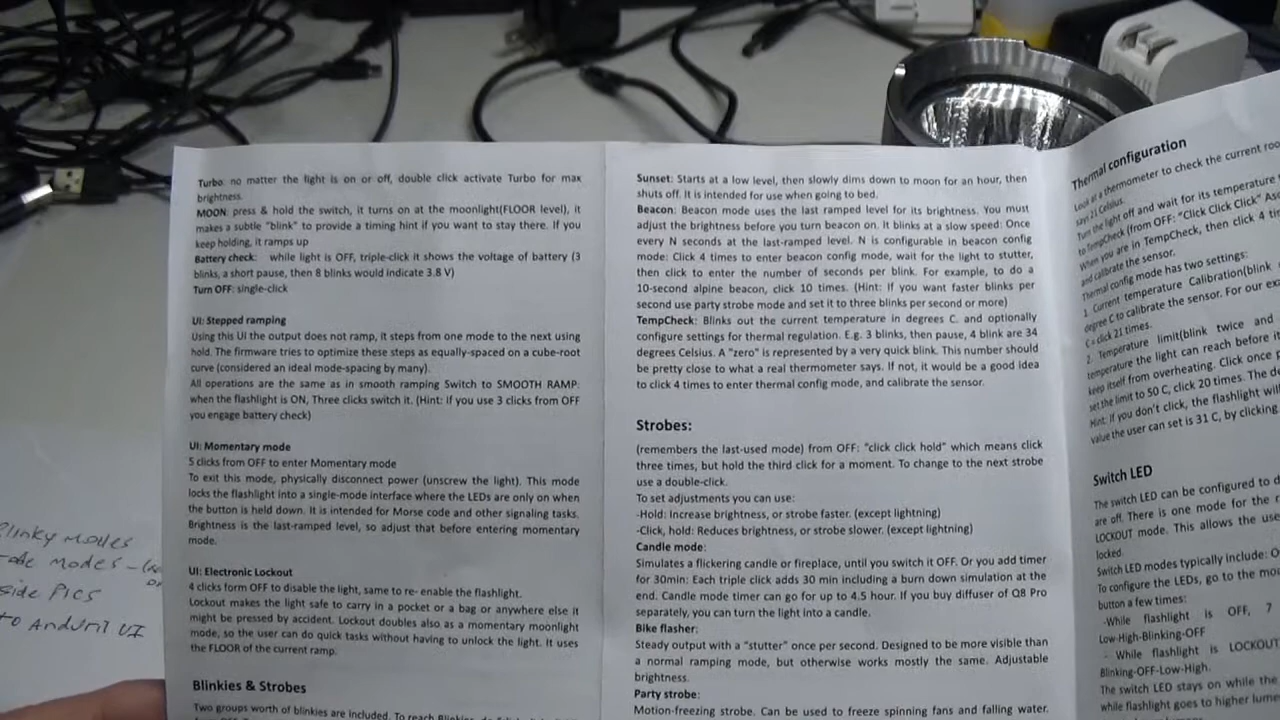 Turbo: no matter the light is on or off, double click activate Turbo for max
brightness.
MOON: press & hold the switch, it turns on at the moonlight(FLOOR level), it
makes a subtle "blink" to provide a timing hint if you want to stay there. If you
keep holding, it ramps up
Battery check: while light is OFF, triple-click it shows the voltage of battery (3
blinks, a short pause, then 8 blinks would indicate 3.8 V)
Turn OFF: single-click
UI: Stepped ramping
Using this UI the output does not ramp, it steps from one mode to the next using
hold. The firmware tries to optimize these steps as equally-spaced on a cube-root
curve (considered an ideal mode-spacing by many).
All operations are the same as in smooth ramping Switch to SMOOTH RAMP:
when the flashlight is ON, Three clicks switch it. (Hint: If you use 3 clicks from OFF
you engage battery check)
UI: Momentary mode
5 clicks from OFF to enter Momentary mode
To exit this mode, physically disconnect power (unscrew the light). This mode
locks the flashlight into a single-mode interface where the LEDs are only on when
the button is held down. It is intended for Morse code and other signaling tasks.
Brightness is the last-ramped level, so adjust that before entering momentary
mode.
UI: Electronic Lockout
4 clicks form OFF to disable the light, same to re- enable the flashlight.
Lockout makes the light safe to carry in a pocket or a bag or anywhere else it
might be pressed by accident. Lockout doubles also as a momentary moonlight
mode, so the user can do quick tasks without having to unlock the light. It uses
the FLOOR of the current ramp.
Blinkies & Strobes
Two groups worth of blinkies are included. To reach
Sunset: Starts at a low level, then slowly dims down to moon for an hour, then
shuts off. It is intended for use when going to bed.
Beacon: Beacon mode uses the last ramped level for its brightness. You must
adjust the brightness before you turn beacon on. It blinks at a slow speed: Once
every N seconds at the last-ramped level. N is configurable in beacon config
mode: Click 4 times to enter beacon config mode, wait for the light to stutter,
then click to enter the number of seconds per blink. For example, to do a
10-second alpine beacon, click 10 times. (Hint: If you want faster blinks per
second use party strobe mode and set it to three blinks per second or more)
TempCheck: Blinks out the current temperature in degrees C. and optionally
configure settings for thermal regulation. E.g. 3 blinks, then pause, 4 blink are 34
degrees Celsius. A "zero" is represented by a very quick blink. This number should
be pretty close to what a real thermometer says. If not, it would be a good idea
to click 4 times to enter thermal config mode, and calibrate the sensor.
Strobes:
(remembers the last-used mode) from OFF: "click click hold" which means click
three times, but hold the third click for a moment. To change to the next strobe
use a double-click.
To set adjustments you can use:
-Hold: Increase brightness, or strobe faster. (except lightning)
-Click, hold: Reduces brightness, or strobe slower. (except lightning)
Candle mode:
Simulates a flickering candle or fireplace, until you switch it OFF. Or you add timer
for 30min: Each triple click adds 30 min including a burn down simulation at the
end. Candle mode timer can go for up to 4.5 hour. If you buy diffuser of Q8 Pro
separately, you can turn the light into a candle.
Bike flasher:
Steady output with a "stutter" once per second. Designed to be more visible than
a normal ramping mode, but otherwise works mostly the same. Adjustable
brightness.
Party strobe:
Motion-freezing strobe. Can be used to freeze spinning fans and falling water.
Thermal configuration
Look at a thermometer to check the current
says 21 Celsius.
Turn the light off and wait for its temperature
to TempCheck (from OFF: "Click Click Click"
When you are in TempCheck, then click 4
and calibrate the sensor.
Thermal config mode has two settings:
1. Current temperature Calibration(blink
degree C to calibrate the sensor. For our
C = click 21 times.
2. Temperature limit(blink twice and
temperature the light can reach before
keep itself from overheating. Click once
set the limit to 50 C, click 20 times. The
Hint: If you don't click, the flashlight will
value the user can set is 31 C, by clicking
Switch LED
The switch LED can be configured to
are off. There is one mode for the
LOCKOUT mode. This allows the
locked.
Switch LED modes typically include:
To configure the LEDs, go to the
button a few times:
-While flashlight is OFF, 7
Low-High-Blinking-OFF
- While flashlight is LOCKOUT
Blinking-OFF-Low-High.
The switch LED stays on while the
while flashlight goes to higher
Blinky Modes
Modes
side Pics
to Anduril UI